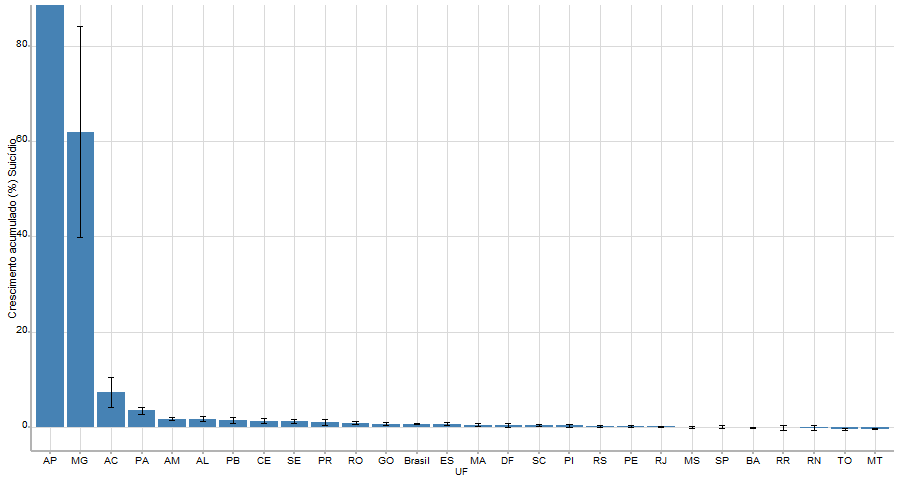 Crescimento acumulado (%) Suicídio
80
60
40
20
0
AP MG AC PA AM AL PB CE SE PR RO GO Brasil ES MA DF SC PI RS PE RJ MS SP BA RR RN TO MT
UF